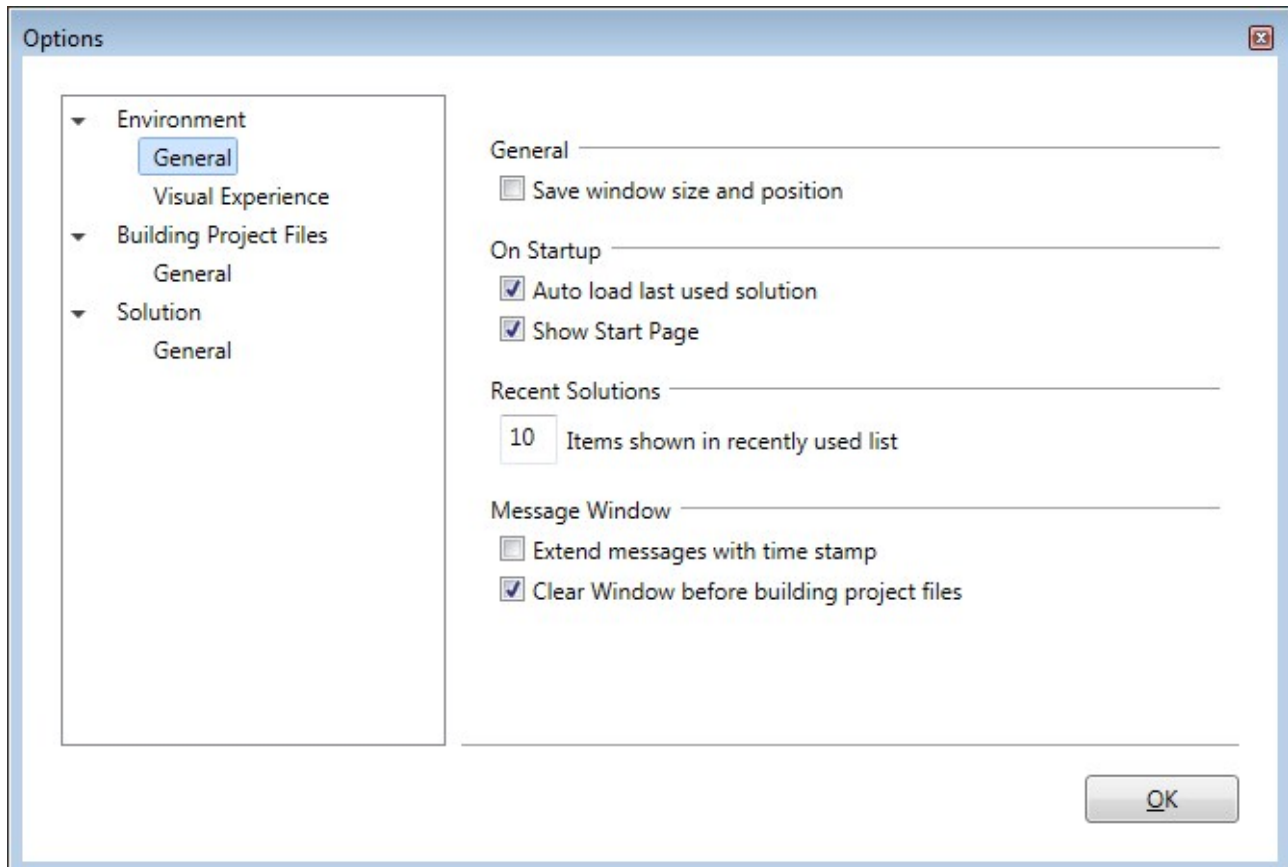 Options
Environment
General
Visual Experience
Building Project Files
General
Solution
General
General
Save window size and position
On Startup
Auto load last used solution
Show Start Page
Recent Solutions
10 Items shown in recently used list
Message Window
Extend messages with time stamp
Clear Window before building project files
OK